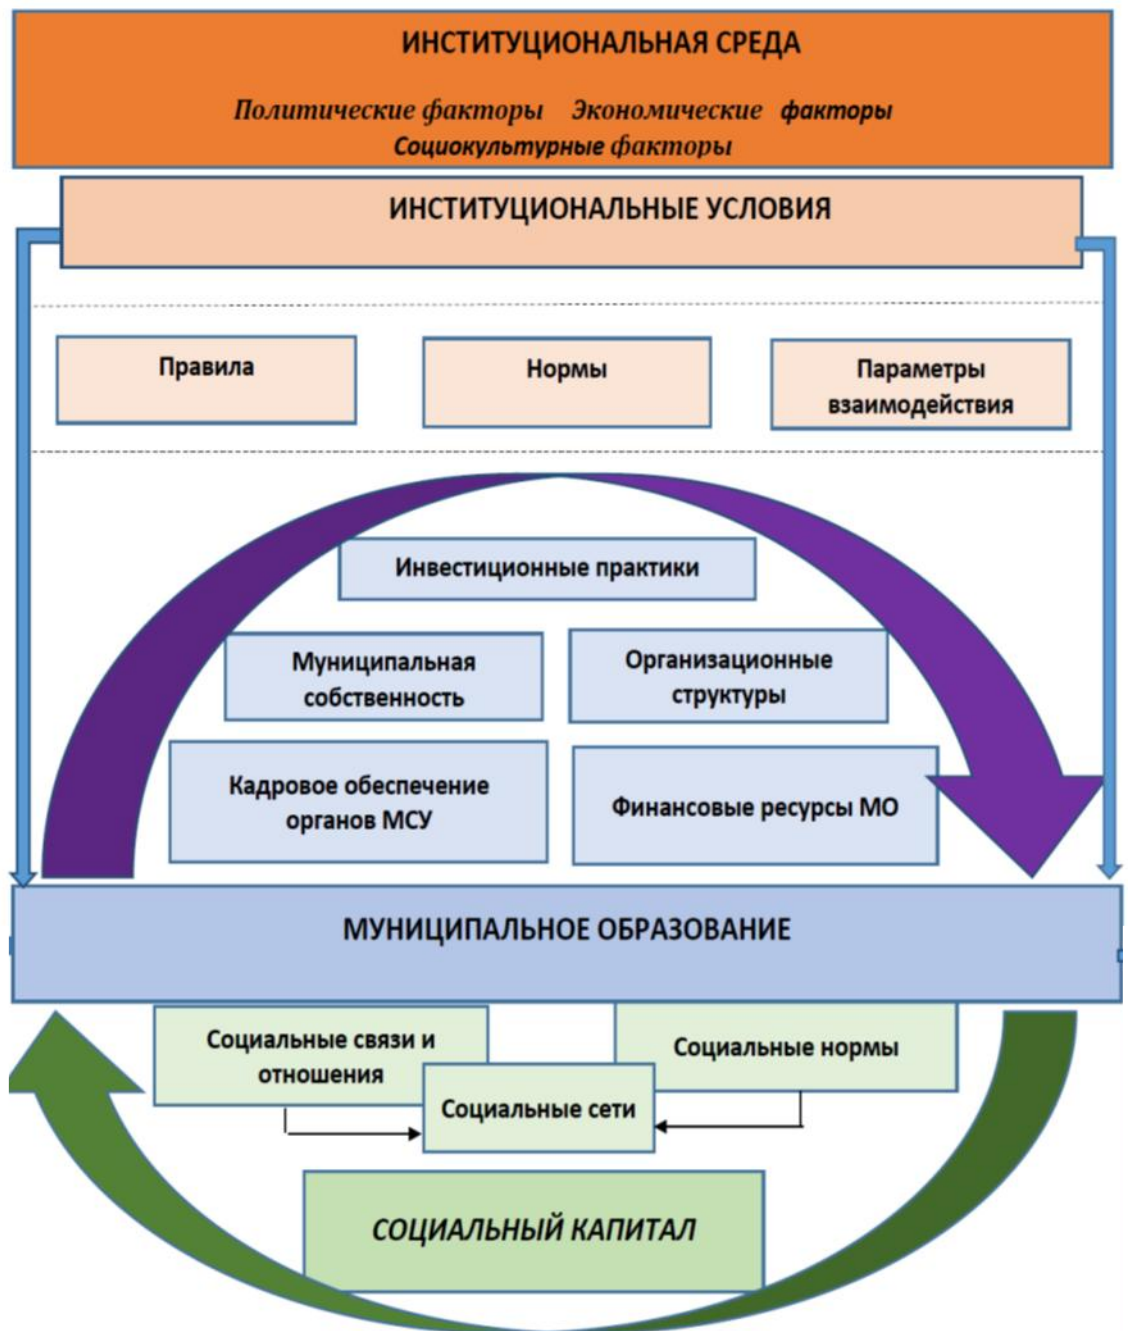 ИНСТИТУЦИОНАЛЬНАЯ СРЕДА
Политические факторы Экономические факторы
Социокультурные факторы
ИНСТИТУЦИОНАЛЬНЫЕ УСЛОВИЯ
Правила
Нормы
Параметры
взаимодействия
Инвестиционные практики
Муниципальная
собственность
Организационные
структуры
Кадровое обеспечение
органов МСУ
Финансовые ресурсы МО
МУНИЦИПАЛЬНОЕ ОБРАЗОВАНИЕ
Социальные связи и
отношения
Социальные нормы
Социальные сети
СОЦИАЛЬНЫЙ КАПИТАЛ